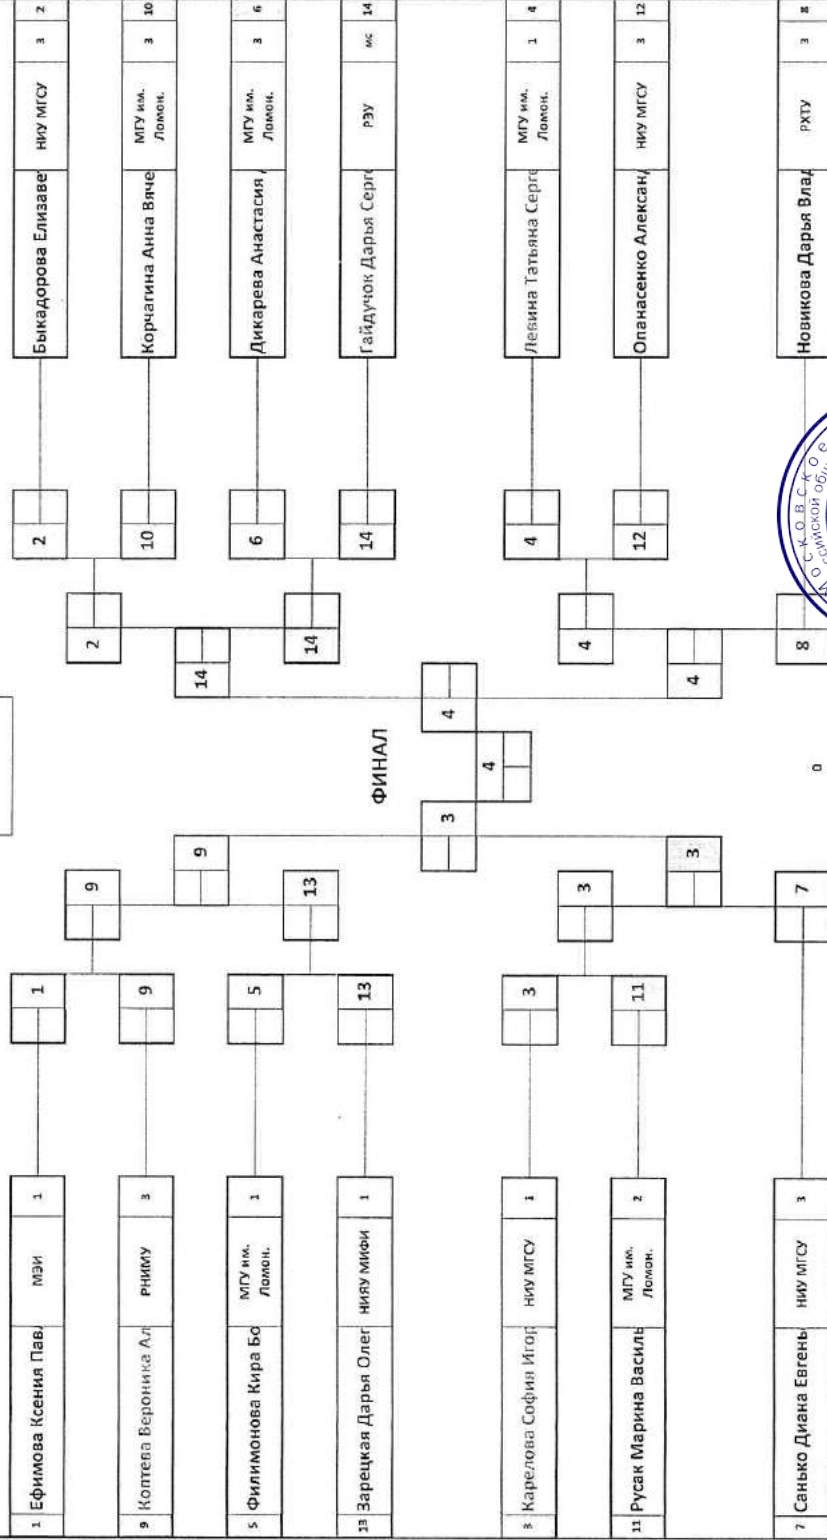 1 Ефимова Ксения Пав МЭИ 1
9 Коптева Вероника Ал РНИМУ 3
5 Филимонова Кира Бо МГУ им. 1
Ломон.
13 Зарецкая Дарья Олег НИЯУ МИФИ 1
3 Карелова София Игор НИУ МГСУ 1
11 Русак Марина Василь МГУ им. 2
Ломон.
7 Санько Диана Евгень НИУ МГСУ 3
1
9
5
13
3
11
7
9
13
3
9
3
3
ФИНАЛ
4
4
0
14
4
2
14
4
8
2
10
6
14
4
12
Быкадорова Елизаве НИУ МГСУ 3 2
Корчагина Анна Вяче МГУ им. 3 10
Ломон.
Дикарева Анастасия МГУ им. 3 6
Ломон.
Гайдучок Дарья Серг РЭУ мс 14
Левина Татьяна Серге МГУ им. 1 4
Ломон.
Опанасенко Алексан НИУ МГСУ 3 12
Новикова Дарья Влад РХТУ 3 8
МОСКОВСКОЕ